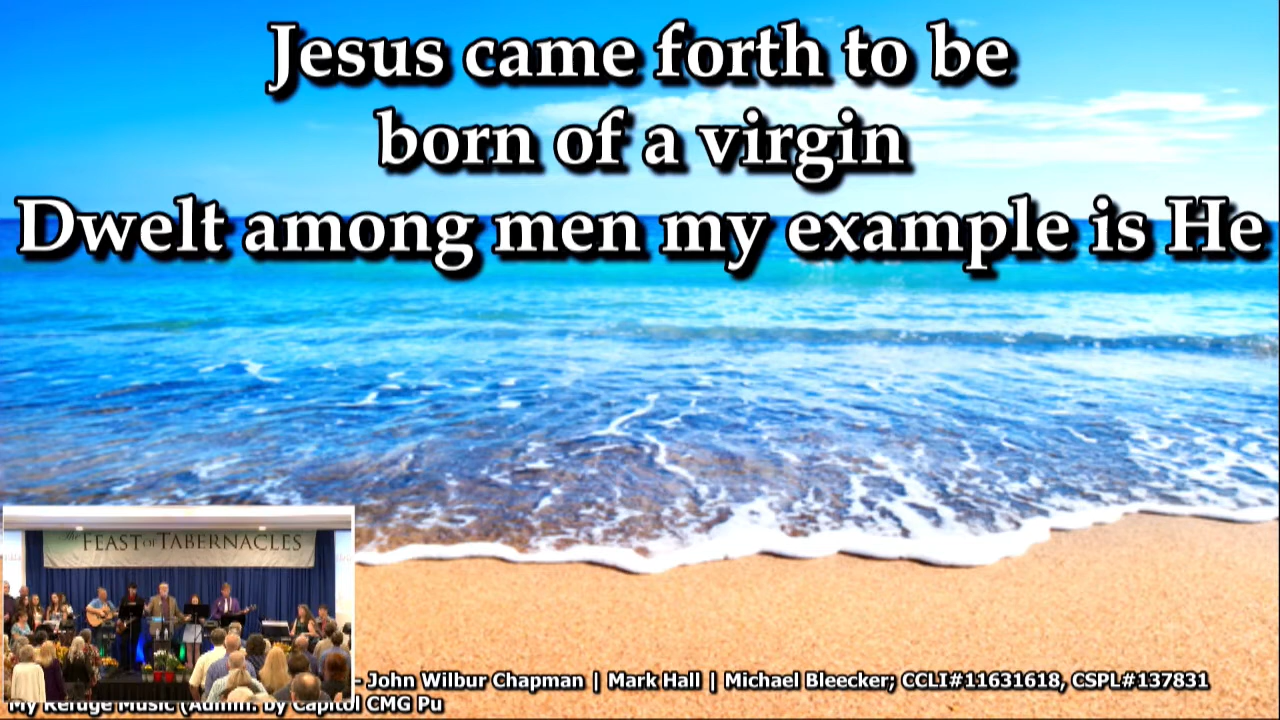 Jesus came forth to be
born of a virgin
Dwelt among men my example is He
FEAST OF TABERNACLES
- John Wilbur Chapman | Mark Hall | Michael Bleecker; CCLI#11631618, CSPL#137831
My Refuge Music (Admin. by Capitol CMG Pu